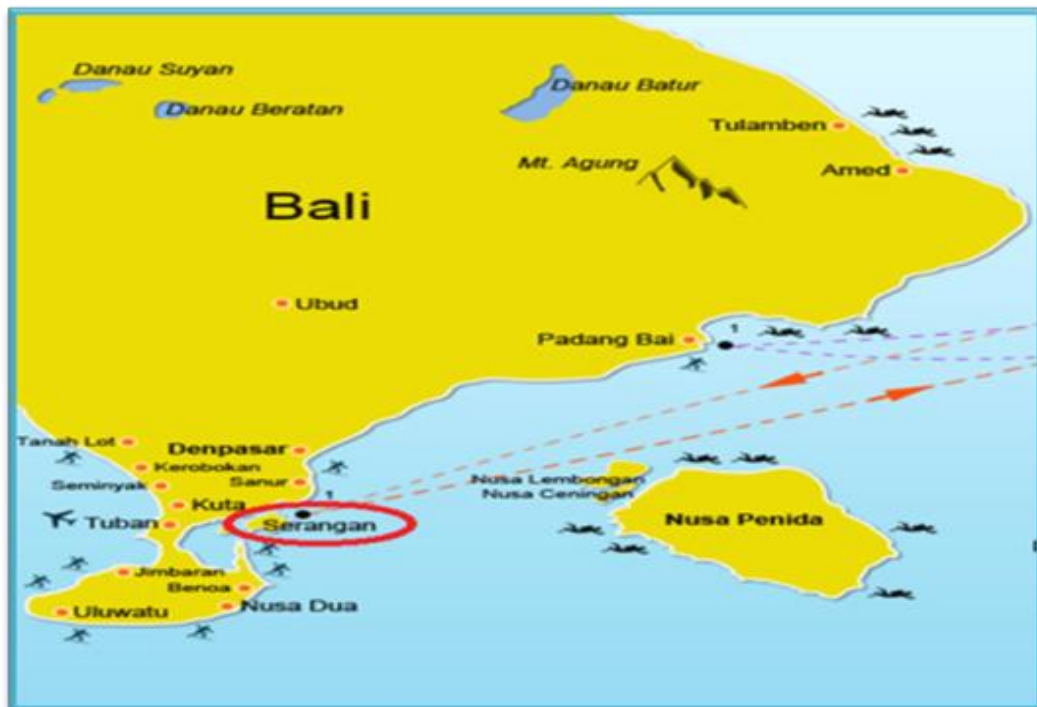 Danau Suyan
Danau Beratan
Danau Batur
Tulamben
Mt. Agung
Amed
Bali
Ubud
1
Padang Bai
Tanah Lot
Denpasar
Kerobokan
Sanur
Seminyak
Nusa Lembongan
Nusa Ceningan
1
Kuta
Tuban
Serangan
Nusa Penida
Jimbaran
Benoa
Nusa Dua
Uluwatu